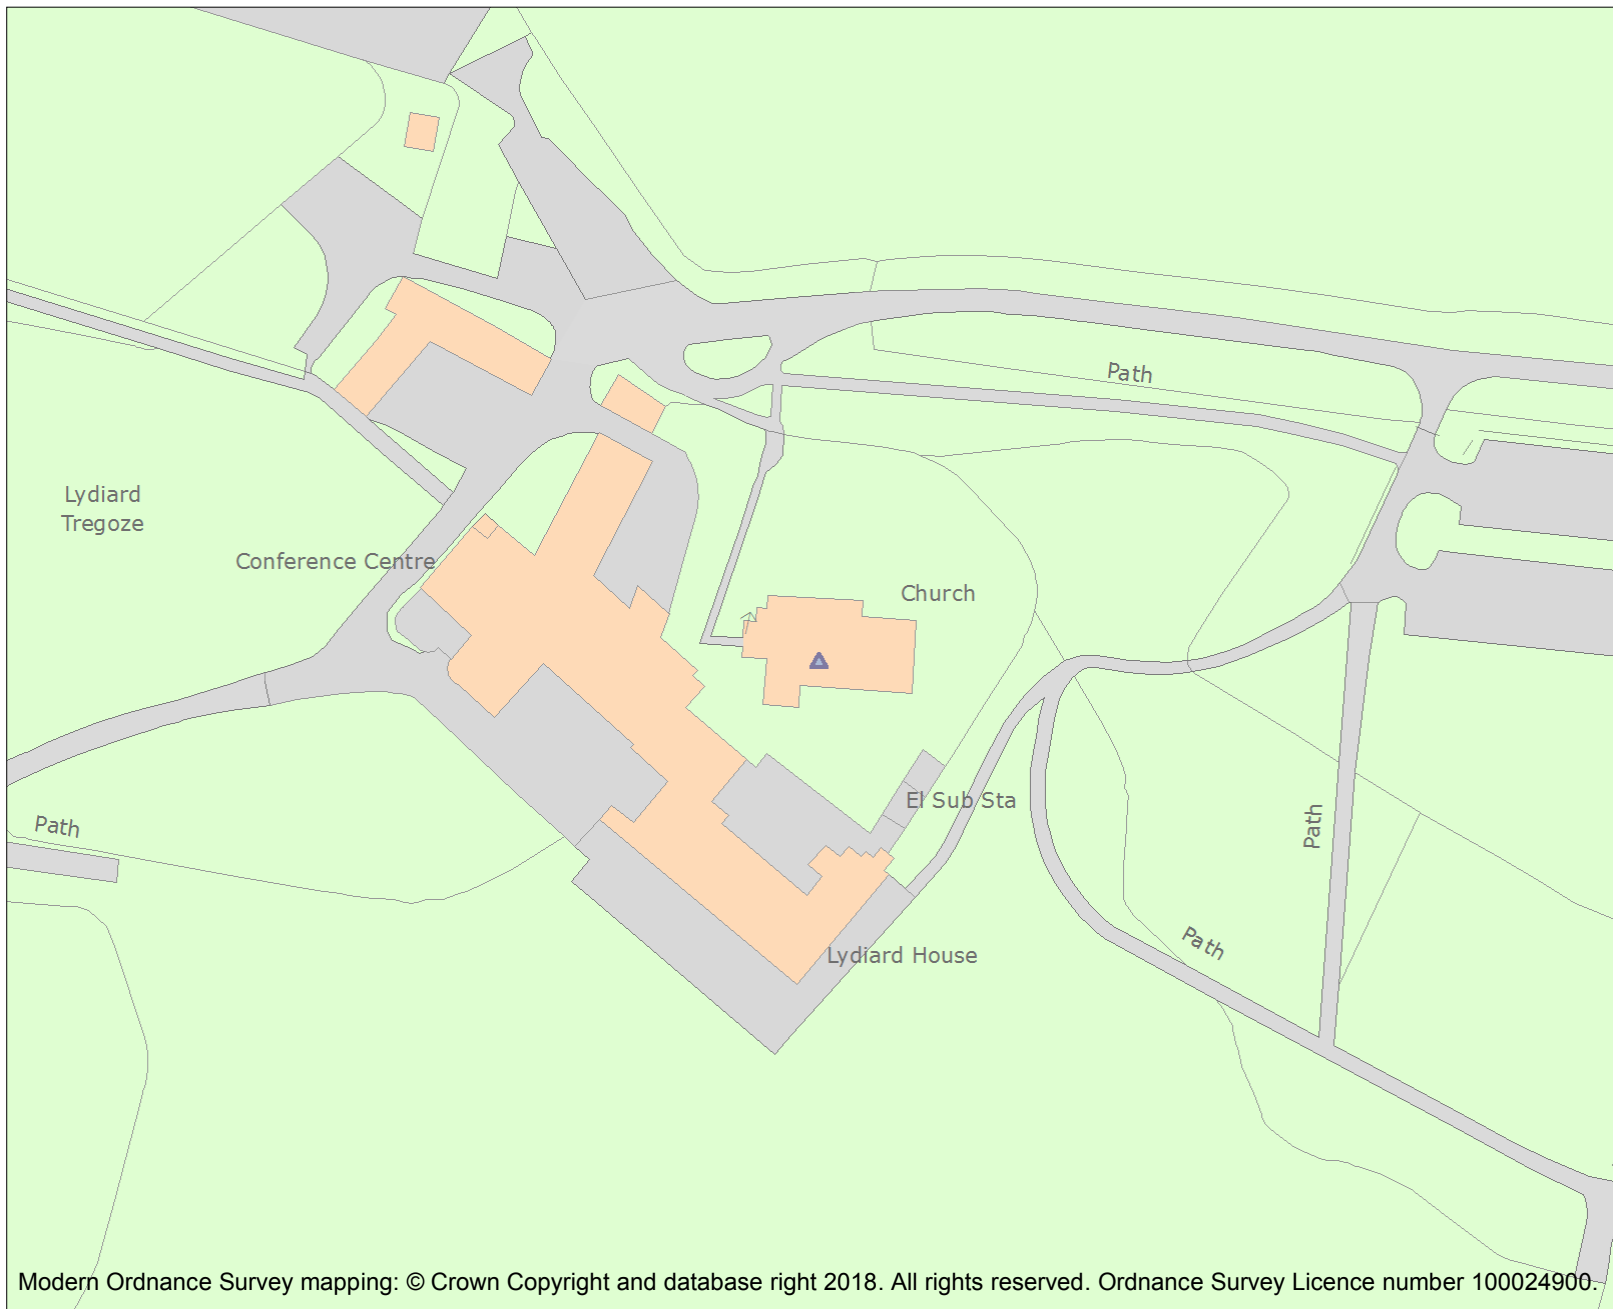 Path
Lydiard
Tregoze
Conference Centre
Church
El Sub Sta
Path
Path
Path
Lydiard House
Modern Ordnance Survey mapping: © Crown Copyright and database right 2018. All rights reserved. Ordnance Survey Licence number 100024900.